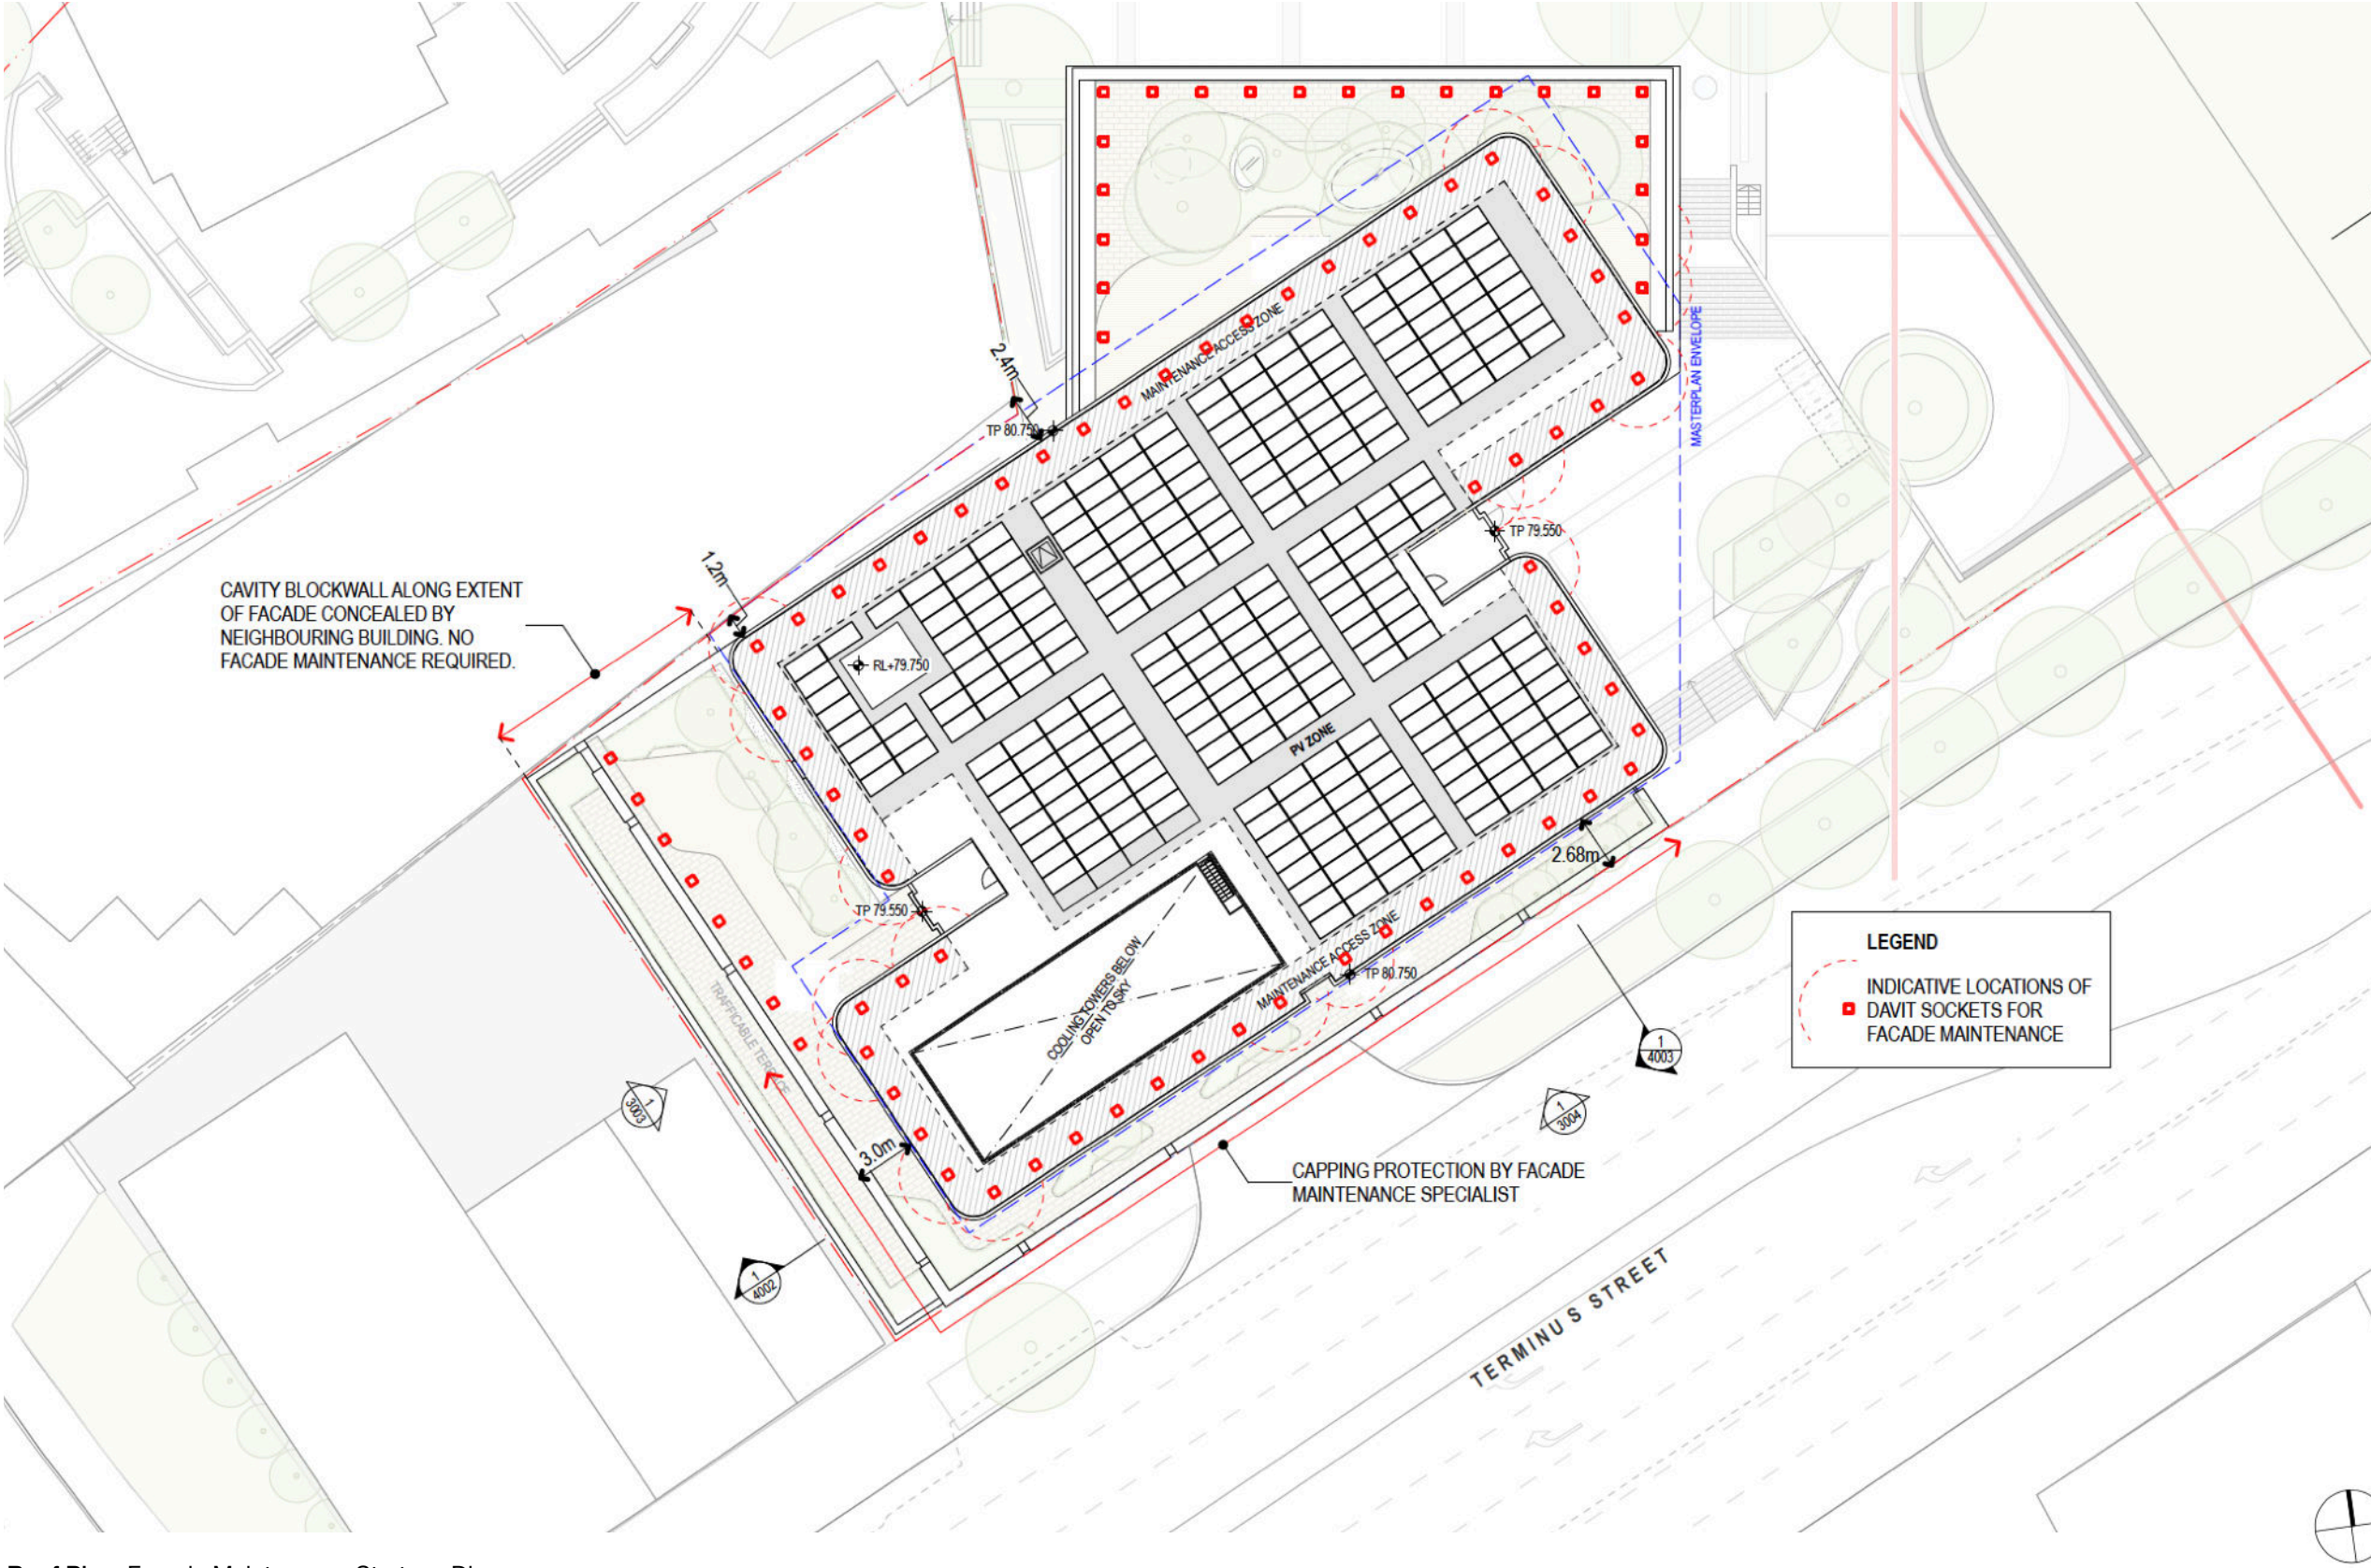 2.4m
MAINTENANCE ACCESS ZONE
MASTERPLAN ENVELOPE
TP 80.750
TP 79.550
1.2m
CAVITY BLOCKWALL ALONG EXTENT
OF FACADE CONCEALED BY
NEIGHBOURING BUILDING. NO
FACADE MAINTENANCE REQUIRED.
RL+79.750
PV ZONE
2.68m
TP 79.550
LEGEND
INDICATIVE LOCATIONS OF
DAVIT SOCKETS FOR
FACADE MAINTENANCE
COOLING TOWERS BELOW
OPEN TO SKY
MAINTENANCE ACCESS ZONE
TP 80.750
TRAFFICABLE TERRACE
1
4003
1
3003
1
3004
3.0m
CAPPING PROTECTION BY FACADE
MAINTENANCE SPECIALIST
1
4002
TERMINUS STREET